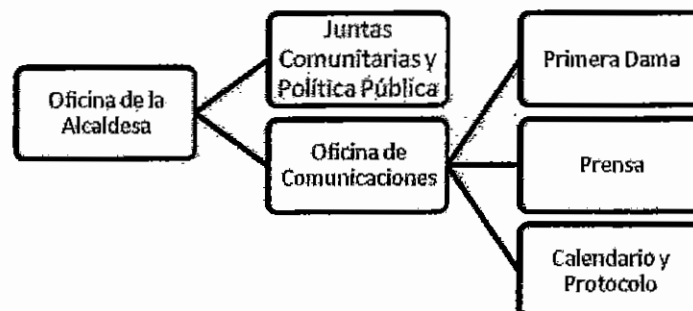 Oficina de la
Alcaldesa
Juntas
Comunitarias y
Política Pública
Oficina de
Comunicaciones
Primera Dama
Prensa
Calendario y
Protocolo